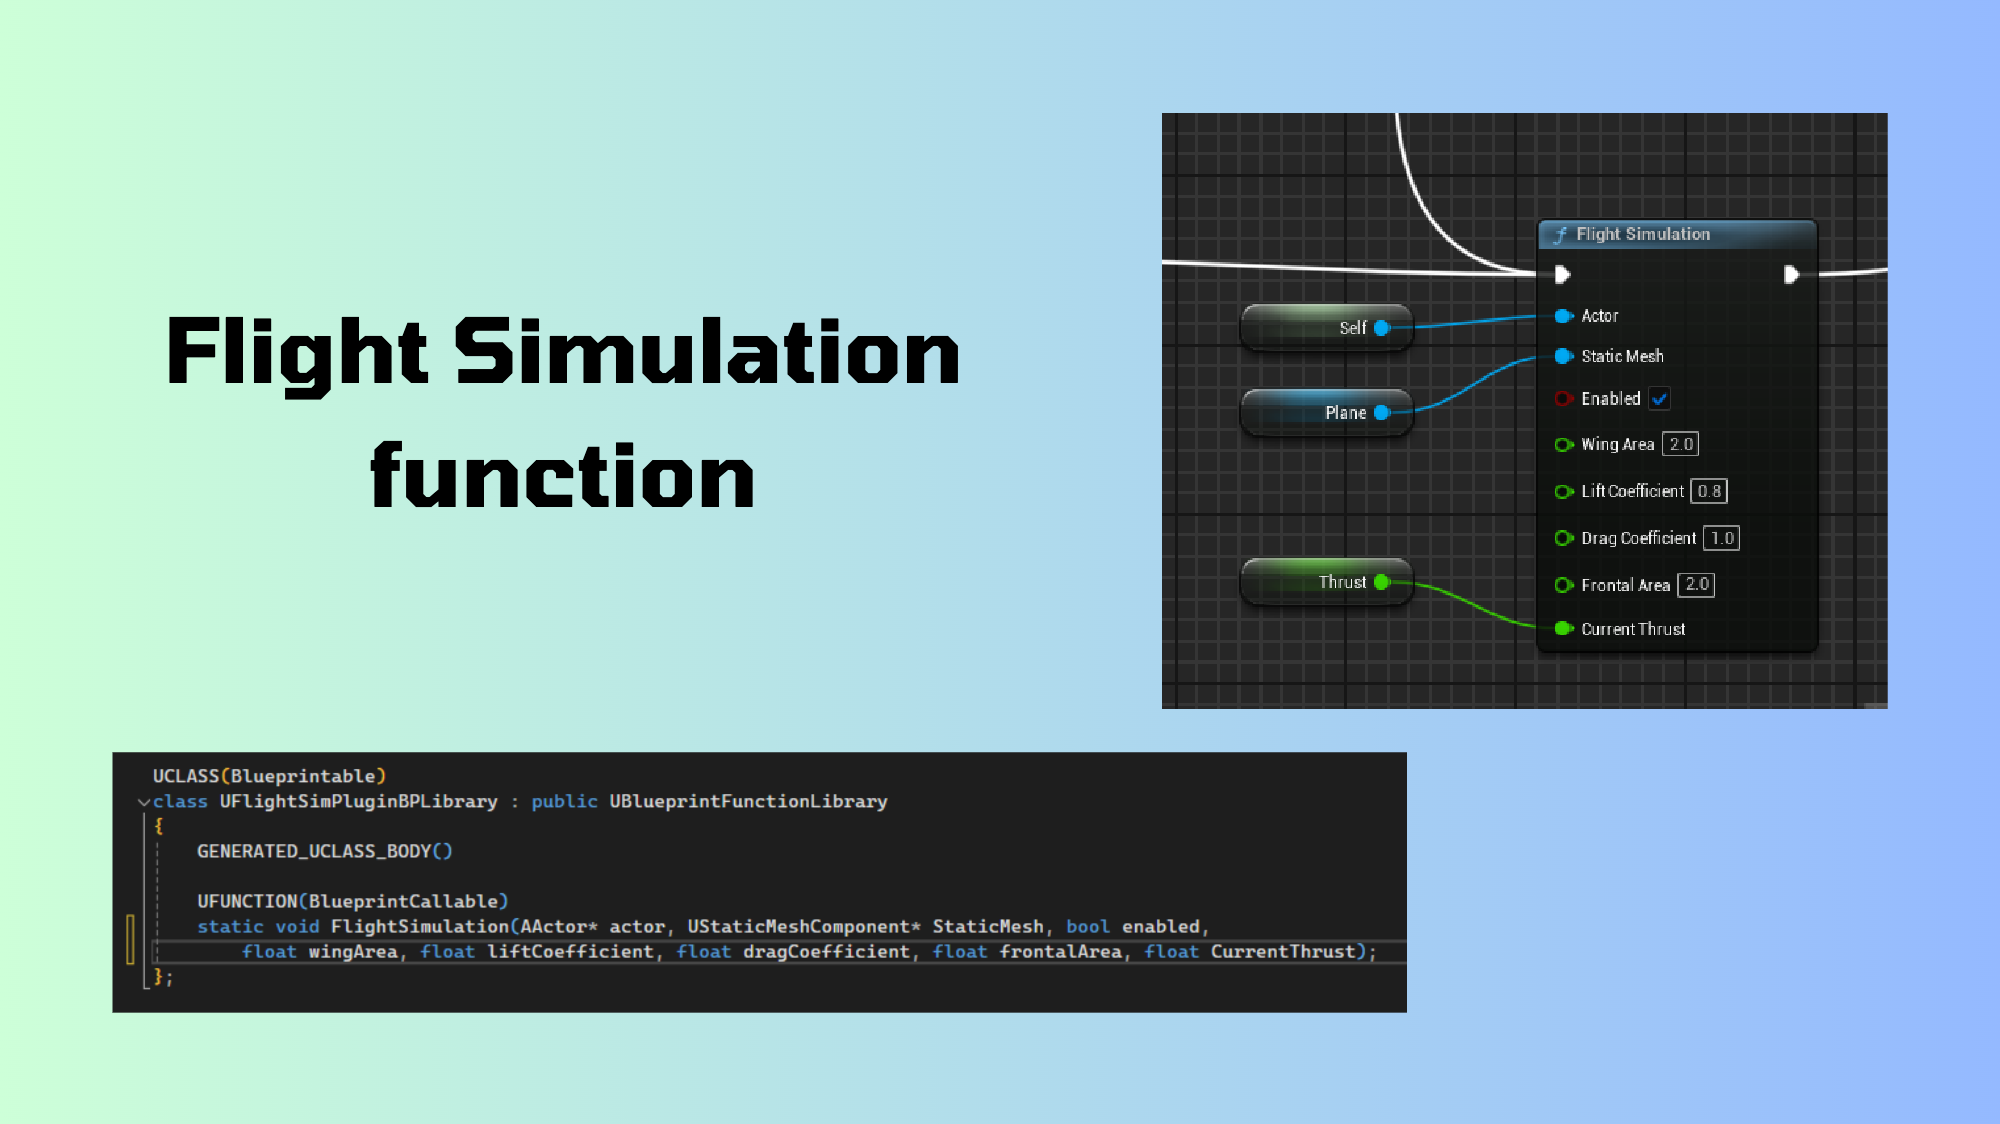 Flight Simulation
function
Flight Simulation
Self
Actor
Static Mesh
Plane
Enabled
Wing Area 2.0
Lift Coefficient 0.8
Drag Coefficient 1.0
Thrust
Frontal Area 2.0
Current Thrust
UCLASS(Blueprintable)
class UFlightSimPluginBPLibrary : public UBlueprintFunctionLibrary
{
GENERATED_UCLASS_BODY()
UFUNCTION(BlueprintCallable)
static void FlightSimulation(AActor* actor, UStaticMeshComponent* StaticMesh, bool enabled,
float wingArea, float liftCoefficient, float dragCoefficient, float frontalArea, float CurrentThrust);
};